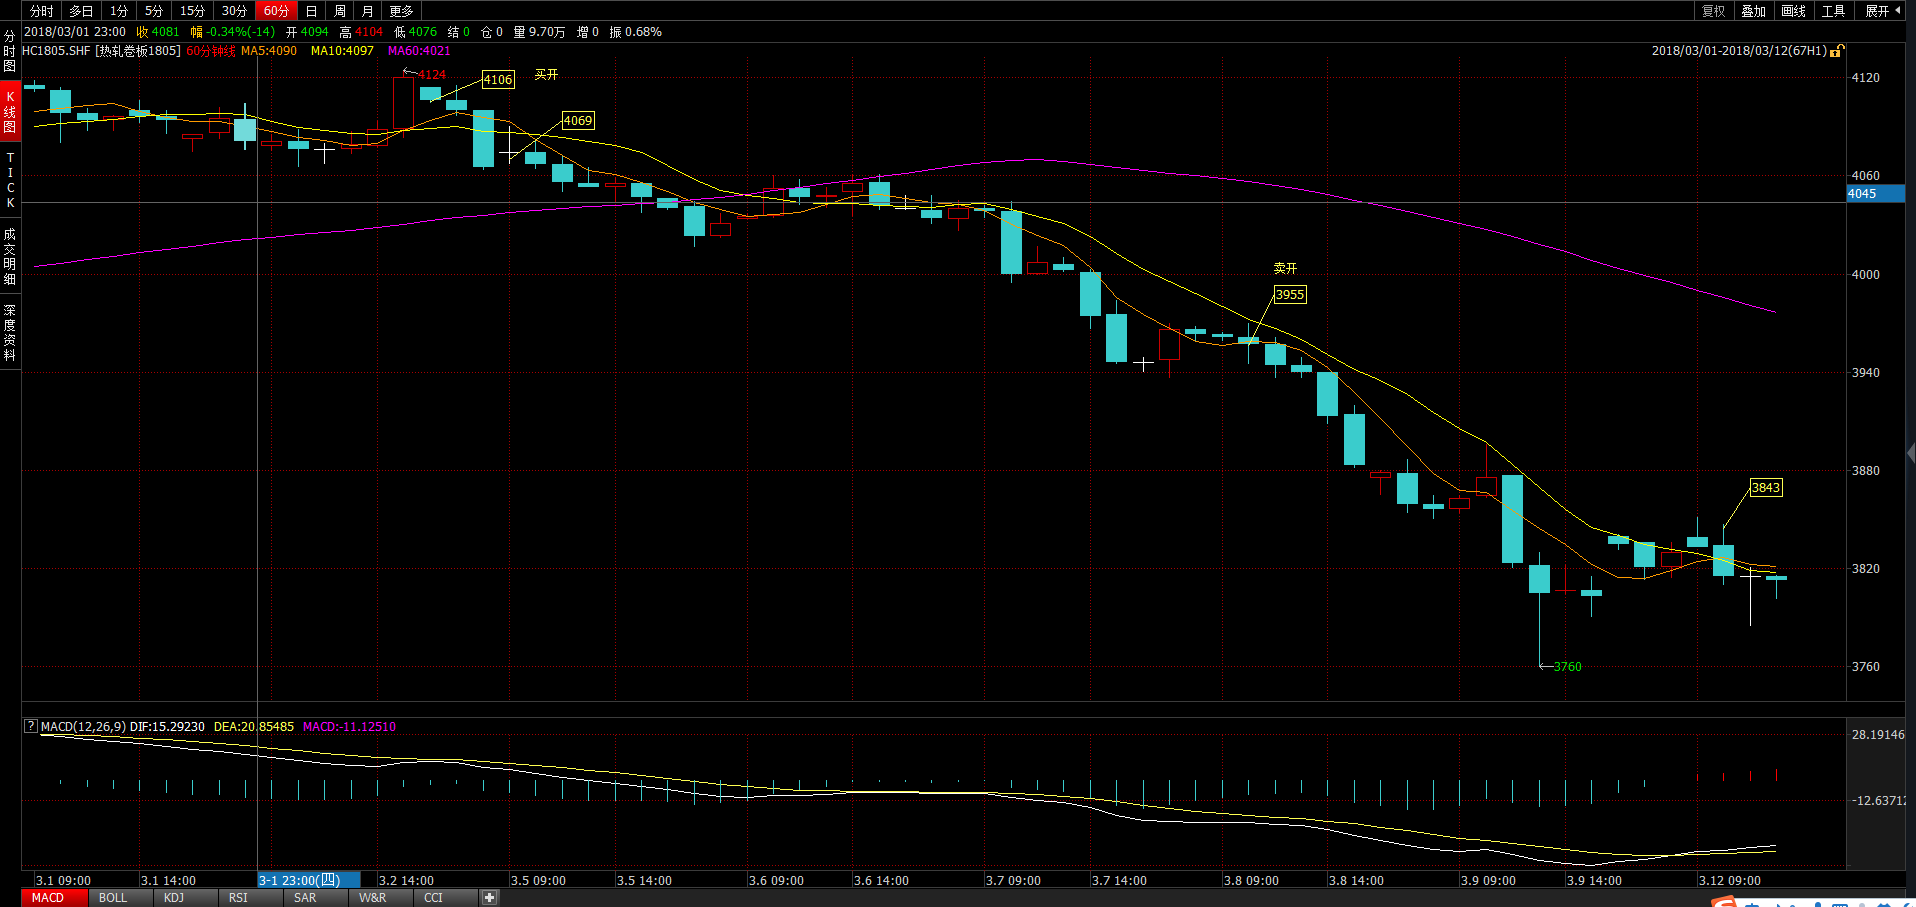 分时 多日 1分 5分 15分 30分 60分 日 周 月 更多 复权 叠加 画线 工具 展开
2018/03/01 23:00 收 4081 幅 -0.34%(-14) 开 4094 高 4104 低 4076 结 0 仓 0 量 9.70万 增 0 振 0.68%
HC1805.SHF [热轧卷板1805] 60分钟线 MA5:4090 MA10:4097 MA60:4021 2018/03/01-2018/03/12(67H1)
分时图
K线图
TICK
成交明细
深度资料
4124
4106
买开
4069
卖开
3955
3843
3760
4120
4060
4045
4000
3940
3880
3820
3760
? MACD(12,26,9) DIF:15.29230 DEA:20.85485 MACD:-11.12510
28.19146
-12.63712
3.1 09:00 3.1 14:00 3-1 23:00(四) 3.2 14:00 3.5 09:00 3.5 14:00 3.6 09:00 3.6 14:00 3.7 09:00 3.7 14:00 3.8 09:00 3.8 14:00 3.9 09:00 3.9 14:00 3.12 09:00
MACD BOLL KDJ RSI SAR W&R CCI